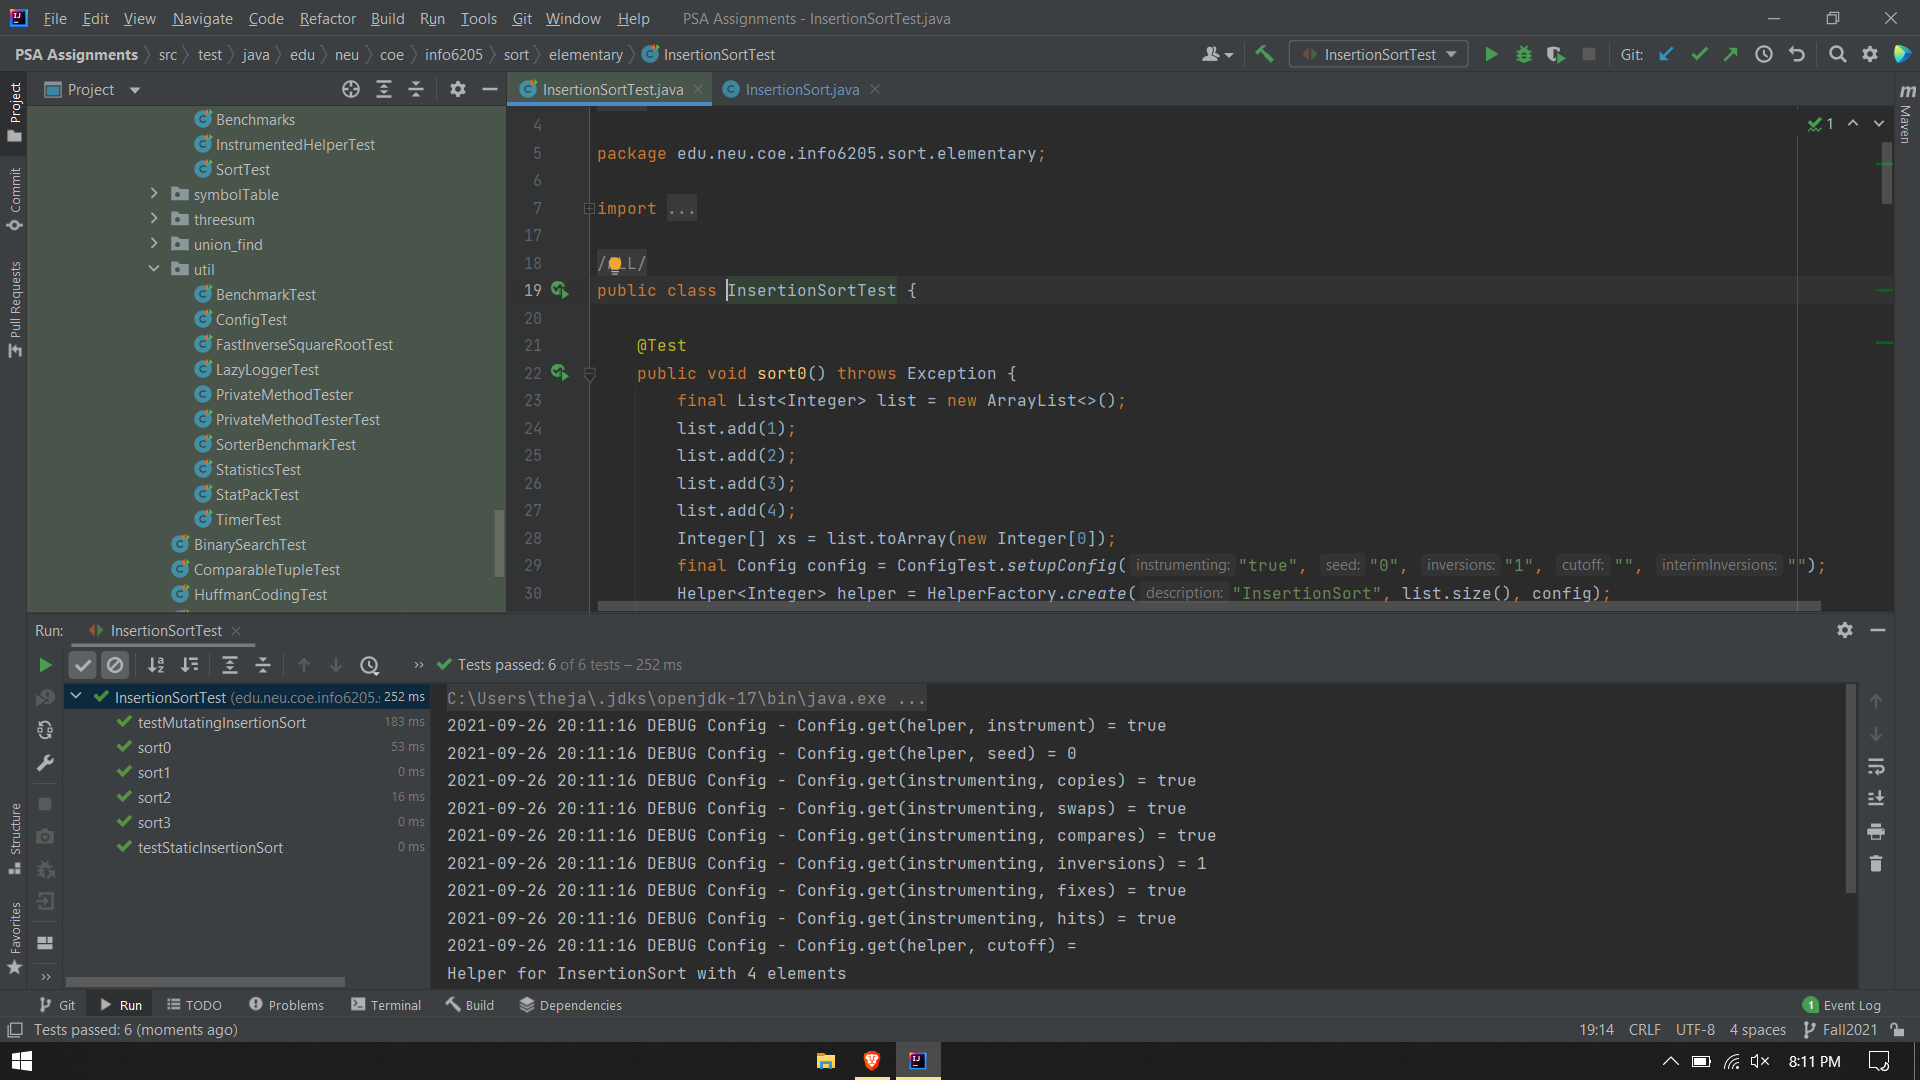 File Edit View Navigate Code Refactor Build Run Tools Git Window Help PSA Assignments - InsertionSortTest.java
PSA Assignments src test java edu neu coe info6205 sort elementary InsertionSortTest InsertionSortTest Git:
Project
InsertionSortTest.java InsertionSort.java
Project
Commit
Pull Requests
Structure
Favorites
Maven
Benchmarks
InstrumentedHelperTest
SortTest
symbolTable
threesum
union_find
util
BenchmarkTest
ConfigTest
FastInverseSquareRootTest
LazyLoggerTest
PrivateMethodTester
PrivateMethodTesterTest
SorterBenchmarkTest
StatisticsTest
StatPackTest
TimerTest
BinarySearchTest
ComparableTupleTest
HuffmanCodingTest
1
4
5 package edu.neu.coe.info6205.sort.elementary;
6
7 import ...
17
18
19 public class InsertionSortTest {
20
21 @Test
22 public void sort0() throws Exception {
23 final List<Integer> list = new ArrayList<>();
24 list.add(1);
25 list.add(2);
26 list.add(3);
27 list.add(4);
28 Integer[] xs = list.toArray(new Integer[0]);
29 final Config config = ConfigTest.setupConfig( instrumenting: "true", seed: "0", inversions: "1", cutoff: "", interimInversions: "");
30 Helper<Integer> helper = HelperFactory.create( description: "InsertionSort", list.size(), config);
Run: InsertionSortTest
Tests passed: 6 of 6 tests – 252 ms
InsertionSortTest (edu.neu.coe.info6205. 252 ms
testMutatingInsertionSort 183 ms
sort0 53 ms
sort1 0 ms
sort2 16 ms
sort3 0 ms
testStaticInsertionSort 0 ms
C:\Users\theja\.jdks\openjdk-17\bin\java.exe ...
2021-09-26 20:11:16 DEBUG Config - Config.get(helper, instrument) = true
2021-09-26 20:11:16 DEBUG Config - Config.get(helper, seed) = 0
2021-09-26 20:11:16 DEBUG Config - Config.get(instrumenting, copies) = true
2021-09-26 20:11:16 DEBUG Config - Config.get(instrumenting, swaps) = true
2021-09-26 20:11:16 DEBUG Config - Config.get(instrumenting, compares) = true
2021-09-26 20:11:16 DEBUG Config - Config.get(instrumenting, inversions) = 1
2021-09-26 20:11:16 DEBUG Config - Config.get(instrumenting, fixes) = true
2021-09-26 20:11:16 DEBUG Config - Config.get(instrumenting, hits) = true
2021-09-26 20:11:16 DEBUG Config - Config.get(helper, cutoff) =
Helper for InsertionSort with 4 elements
Git Run TODO Problems Terminal Build Dependencies 1 Event Log
Tests passed: 6 (moments ago) 19:14 CRLF UTF-8 4 spaces Fall2021
8:11 PM